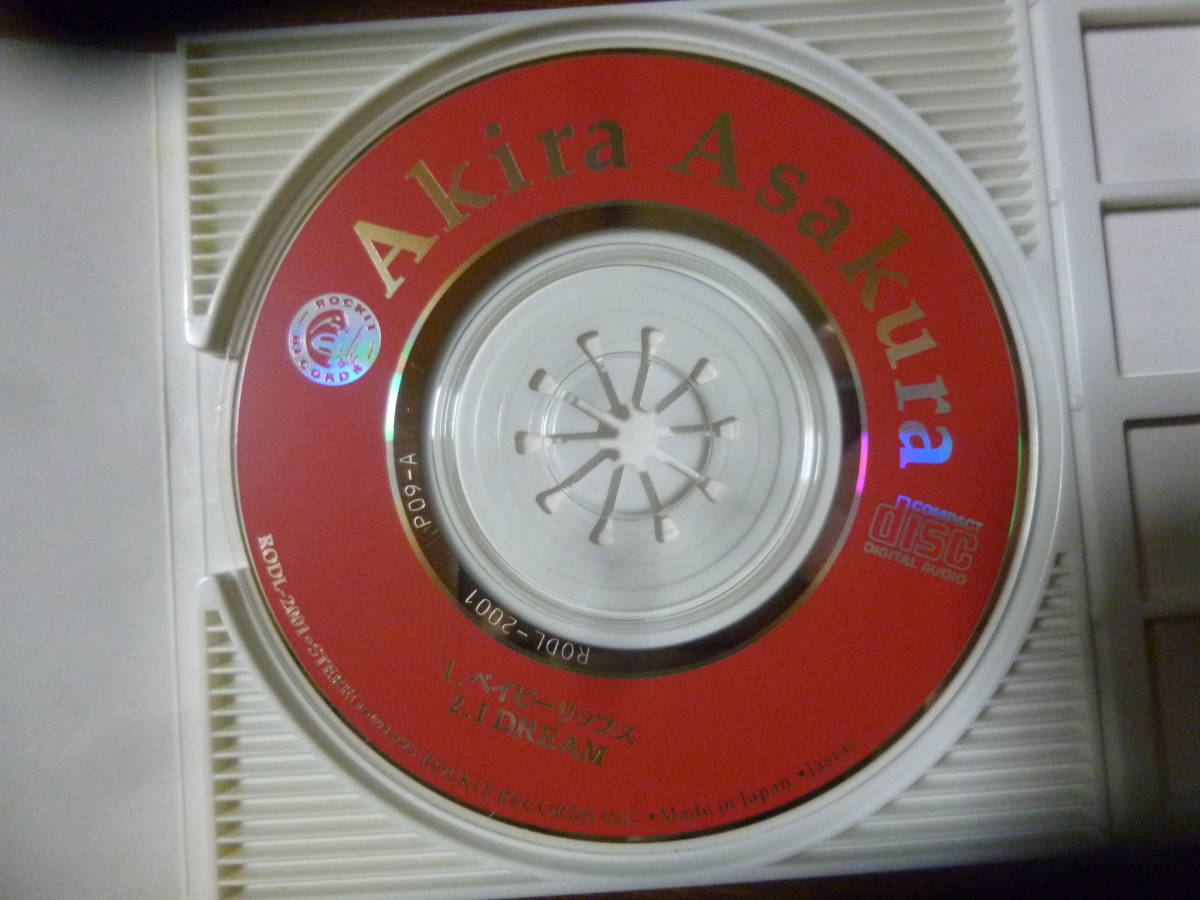 Akira Asakura
ROCKIT RECORDS
COMPACT
disc
DIGITAL AUDIO
P09-A
RODL-2001
1.ベイビーリップス
2.I DREAM
RODL-2001•STEREO•℗1993 ROCKIT RECORDS INC •Made in Japan •Jasrac